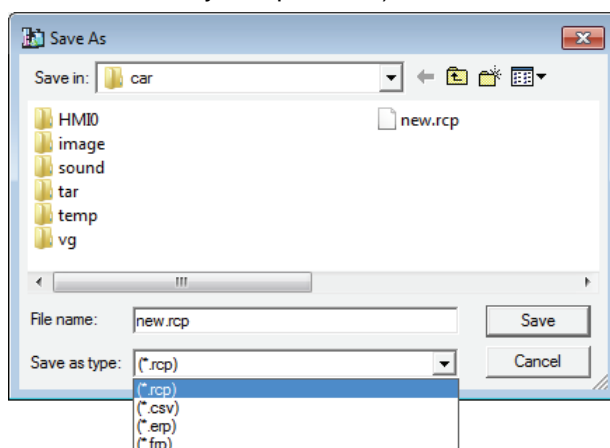 Save As
Save in: car
HMI0
image
sound
tar
temp
vg
new.rcp
File name: new.rcp
Save
Save as type: (*.rcp)
Cancel
(*.rcp)
(*.csv)
(*.erp)
(*.frp)